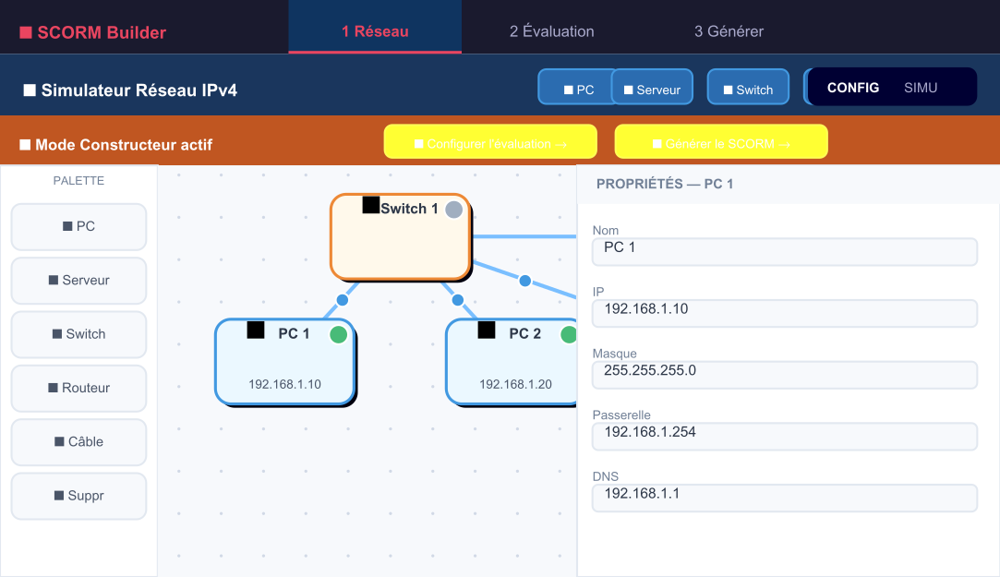 SCORM Builder
1 Réseau
2 Évaluation
3 Générer
Simulateur Réseau IPv4
PC
Serveur
Switch
CONFIG
SIMU
Mode Constructeur actif
Configurer l'évaluation →
Générer le SCORM →
PALETTE
PC
Serveur
Switch
Routeur
Câble
Suppr
Switch 1
PC 1
192.168.1.10
PC 2
192.168.1.20
PROPRIÉTÉS — PC 1
Nom
PC 1
IP
192.168.1.10
Masque
255.255.255.0
Passerelle
192.168.1.254
DNS
192.168.1.1